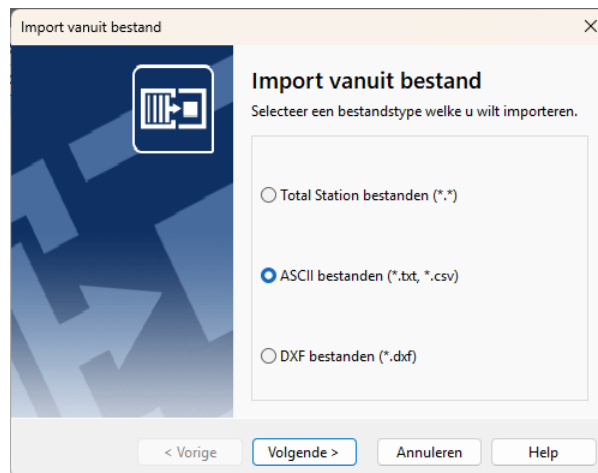 Import vanuit bestand
Import vanuit bestand
Selecteer een bestandstype welke u wilt importeren.
Total Station bestanden (*.*)
ASCII bestanden (*.txt, *.csv)
DXF bestanden (*.dxf)
< Vorige Volgende > Annuleren Help